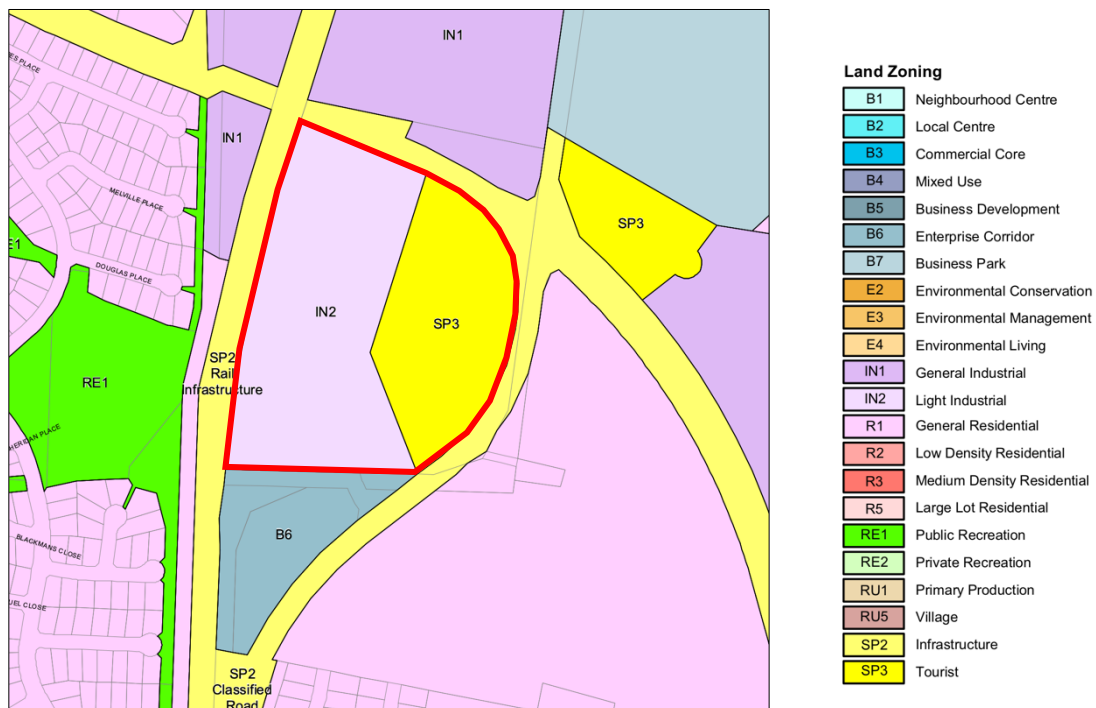 IN1
IN1
MELVILLE PLACE
E1
DOUGLAS PLACE
SP3
IN2
SP3
SP2
Rail
Infrastructure
RE1
B6
BLACKMANS CLOSE
UEL CLOSE
SP2
Classified
Road
Land Zoning
B1 Neighbourhood Centre
B2 Local Centre
B3 Commercial Core
B4 Mixed Use
B5 Business Development
B6 Enterprise Corridor
B7 Business Park
E2 Environmental Conservation
E3 Environmental Management
E4 Environmental Living
IN1 General Industrial
IN2 Light Industrial
R1 General Residential
R2 Low Density Residential
R3 Medium Density Residential
R5 Large Lot Residential
RE1 Public Recreation
RE2 Private Recreation
RU1 Primary Production
RU5 Village
SP2 Infrastructure
SP3 Tourist